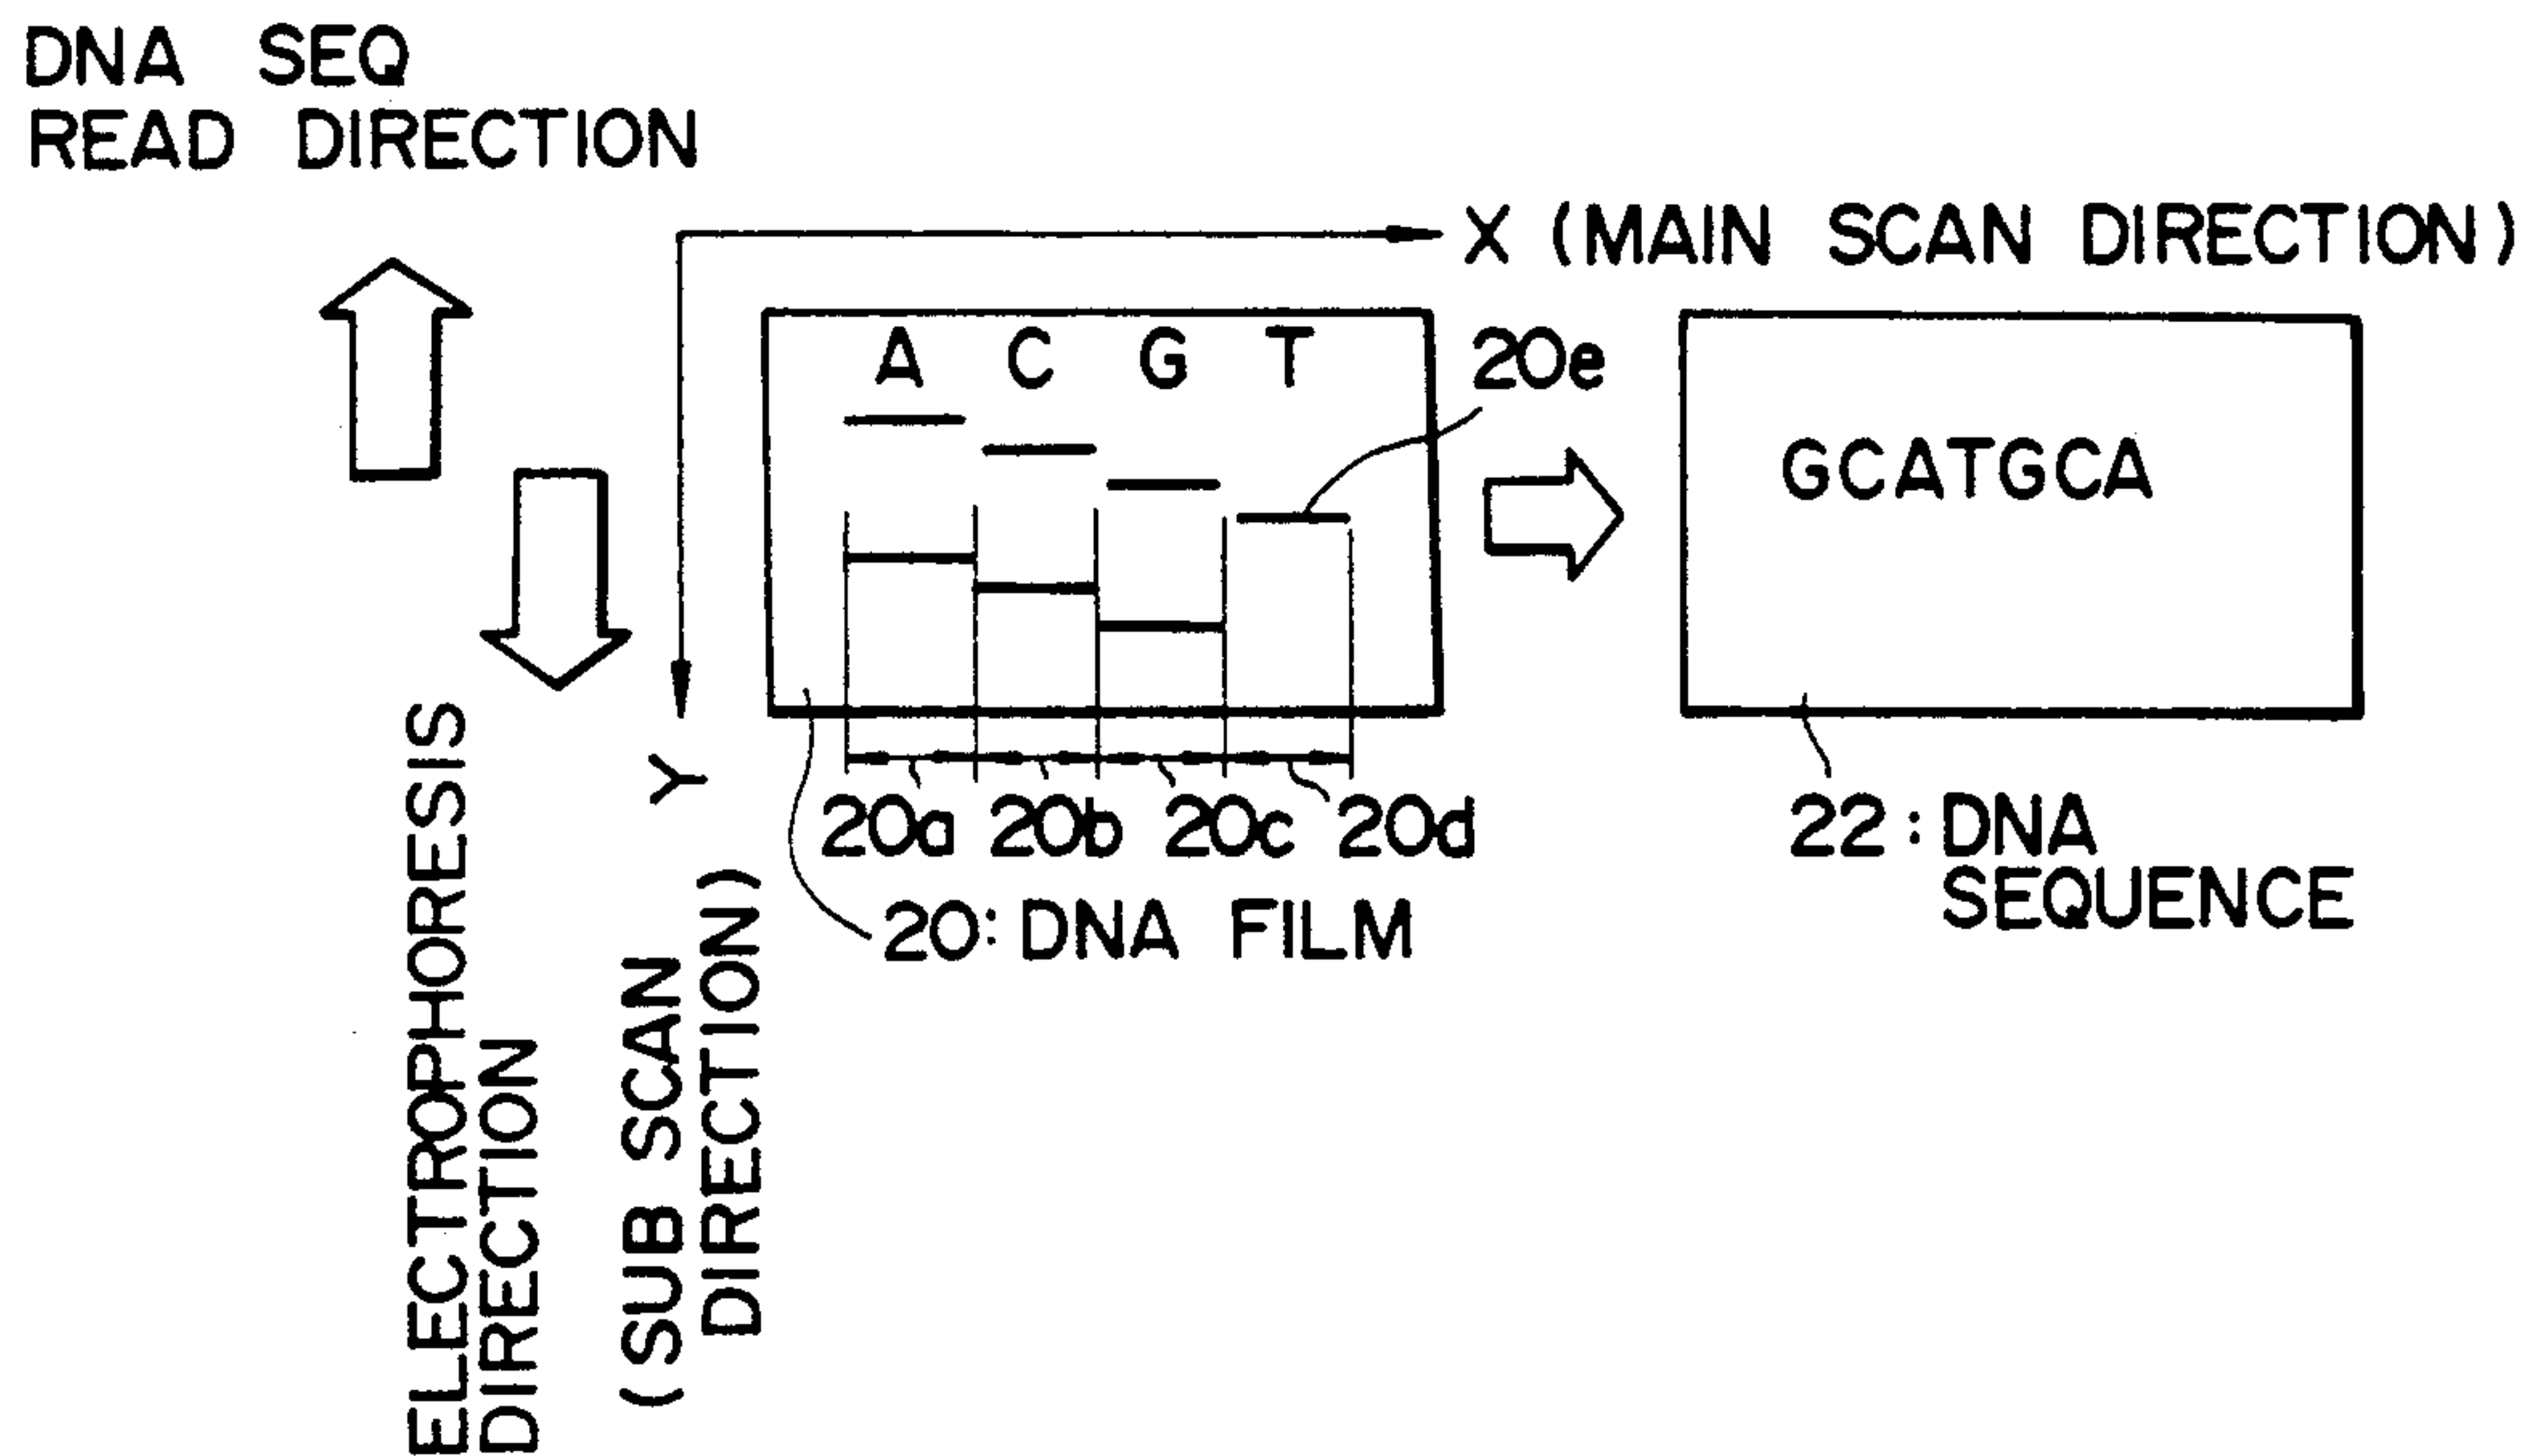 DNA SEQ
READ DIRECTION
X (MAIN SCAN DIRECTION)
A C G T
20e
GCATGCA
Y
(SUB SCAN
DIRECTION)
ELECTROPHORESIS
DIRECTION
20a 20b 20c 20d
20: DNA FILM
22: DNA
SEQUENCE